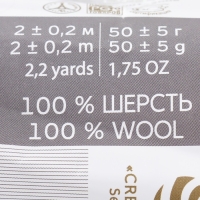 2 ± 0,2 м 50 ± 5 г
2 ± 0,2 m 50 ± 5 g
2,2 yards 1,75 OZ
100 % ШЕРСТЬ
100 % WOOL